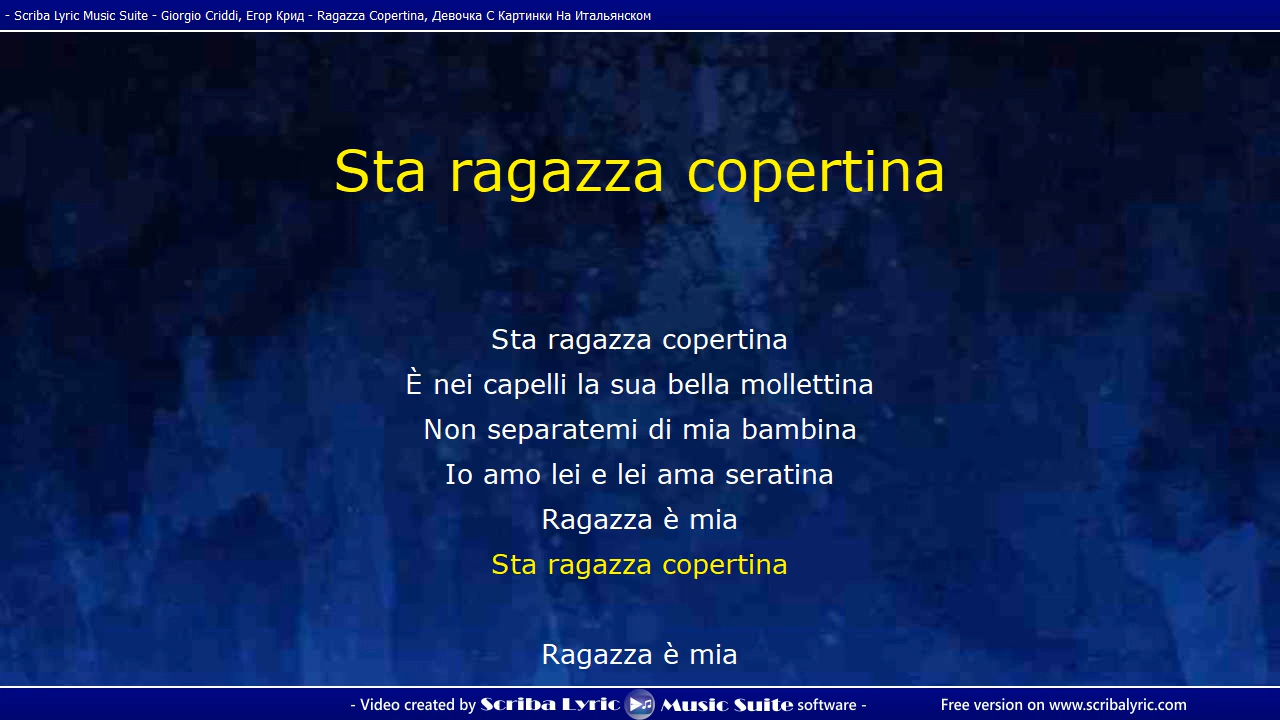 - Scriba Lyric Music Suite - Giorgio Criddi, Егор Крид - Ragazza Copertina, Девочка С Картинки На Итальянском
Sta ragazza copertina
Sta ragazza copertina
È nei capelli la sua bella mollettina
Non separatemi di mia bambina
Io amo lei e lei ama seratina
Ragazza è mia
Sta ragazza copertina
Ragazza è mia
- Video created by Scriba Lyric Music Suite software - Free version on www.scribalyric.com